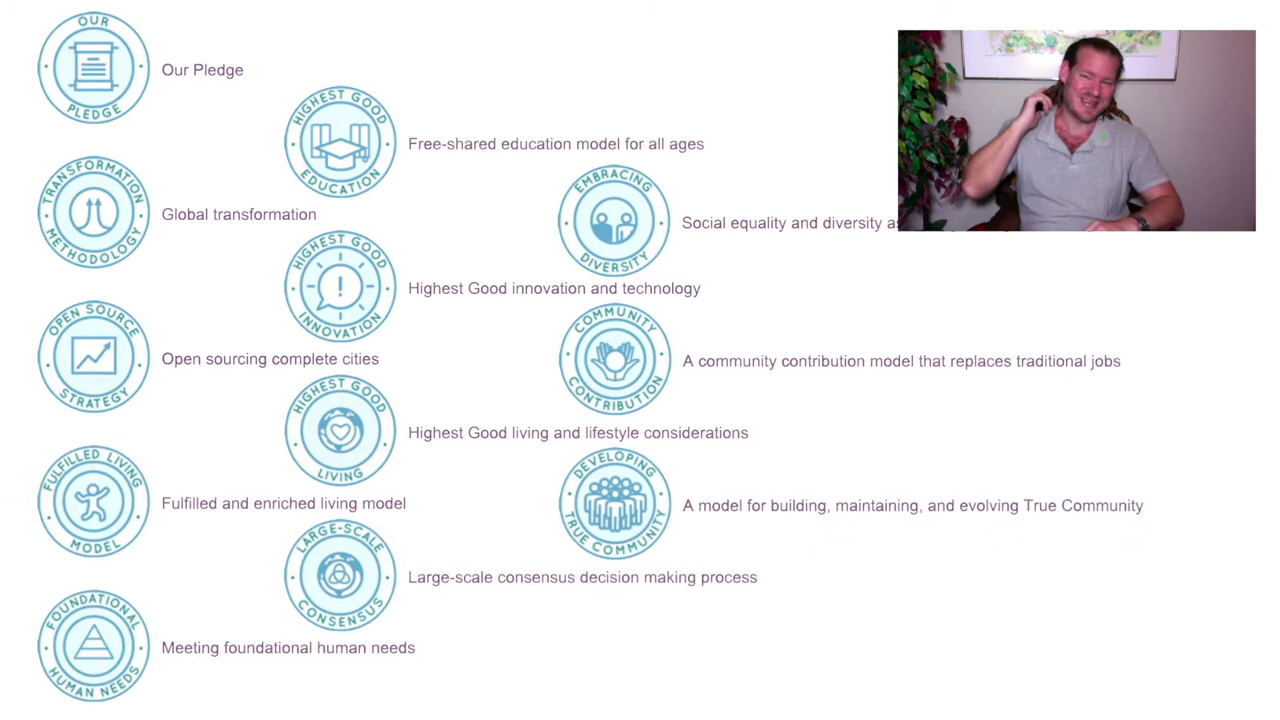 OUR
PLEDGE
Our Pledge
HIGHEST GOOD
EDUCATION
Free-shared education model for all ages
TRANSFORMATION
METHODOLOGY
Global transformation
EMBRACING
DIVERSITY
Social equality and diversity as
HIGHEST GOOD
INNOVATION
Highest Good innovation and technology
OPEN SOURCE
STRATEGY
Open sourcing complete cities
COMMUNITY
CONTRIBUTION
A community contribution model that replaces traditional jobs
HIGHEST GOOD
LIVING
Highest Good living and lifestyle considerations
FULFILLED LIVING
MODEL
Fulfilled and enriched living model
DEVELOPING
TRUE COMMUNITY
A model for building, maintaining, and evolving True Community
LARGE-SCALE
CONSENSUS
Large-scale consensus decision making process
FOUNDATIONAL
HUMAN NEEDS
Meeting foundational human needs